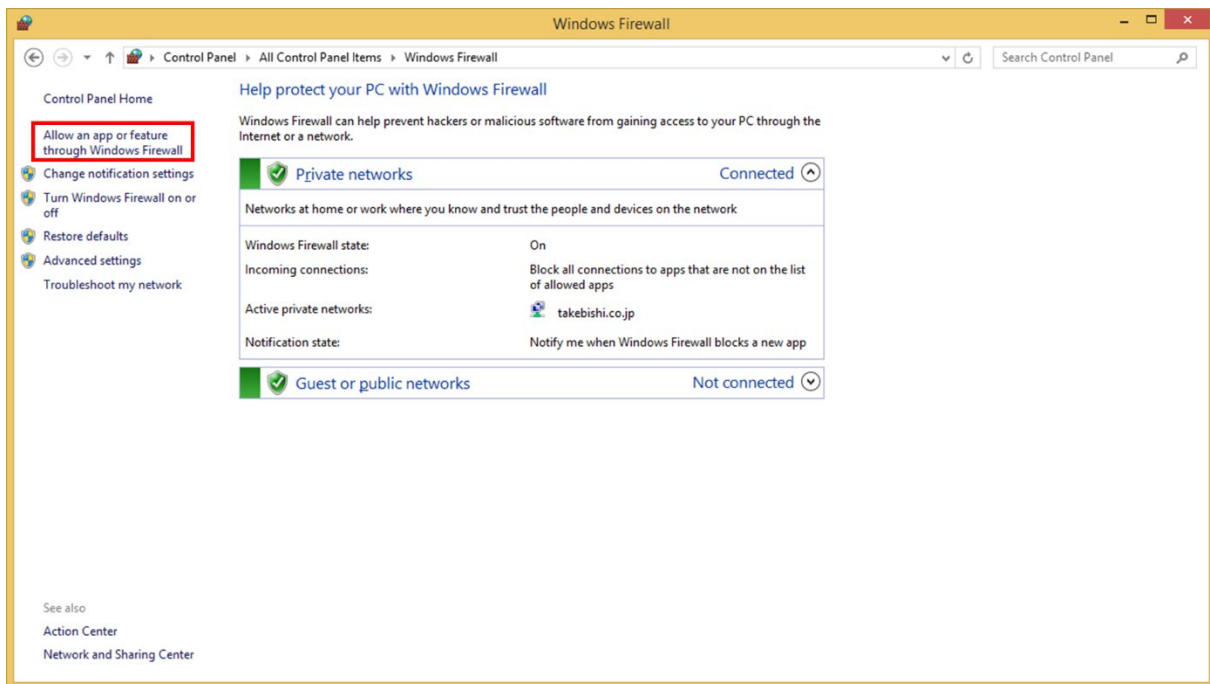 Windows Firewall
Control Panel ▸ All Control Panel Items ▸ Windows Firewall
Search Control Panel
Control Panel Home
Allow an app or feature
through Windows Firewall
Change notification settings
Turn Windows Firewall on or
off
Restore defaults
Advanced settings
Troubleshoot my network
Help protect your PC with Windows Firewall
Windows Firewall can help prevent hackers or malicious software from gaining access to your PC through the
Internet or a network.
Private networks Connected
Networks at home or work where you know and trust the people and devices on the network
Windows Firewall state: On
Incoming connections: Block all connections to apps that are not on the list
of allowed apps
Active private networks: takebishi.co.jp
Notification state: Notify me when Windows Firewall blocks a new app
Guest or public networks Not connected
See also
Action Center
Network and Sharing Center